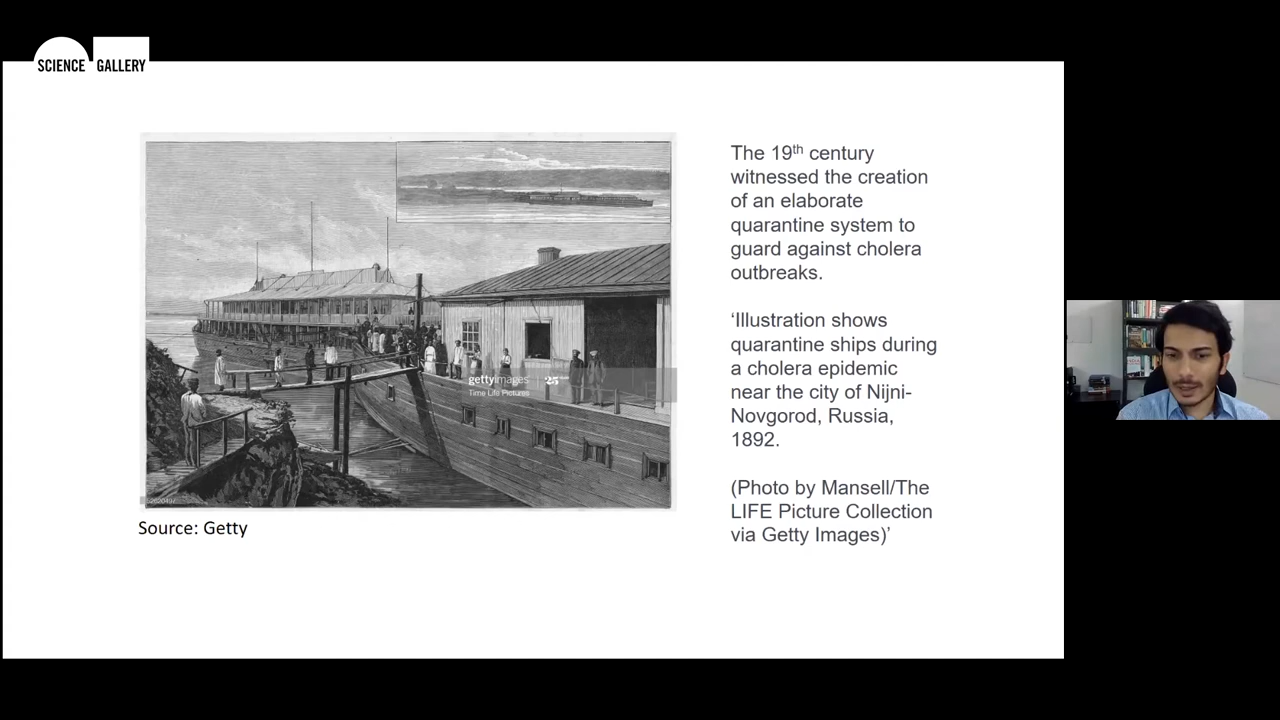 SCIENCE GALLERY
The 19th century
witnessed the creation
of an elaborate
quarantine system to
guard against cholera
outbreaks.
‘Illustration shows
quarantine ships during
a cholera epidemic
near the city of Nijni-
Novgorod, Russia,
1892.
(Photo by Mansell/The
LIFE Picture Collection
via Getty Images)’
gettyimages 25
Time Life Pictures
Source: Getty